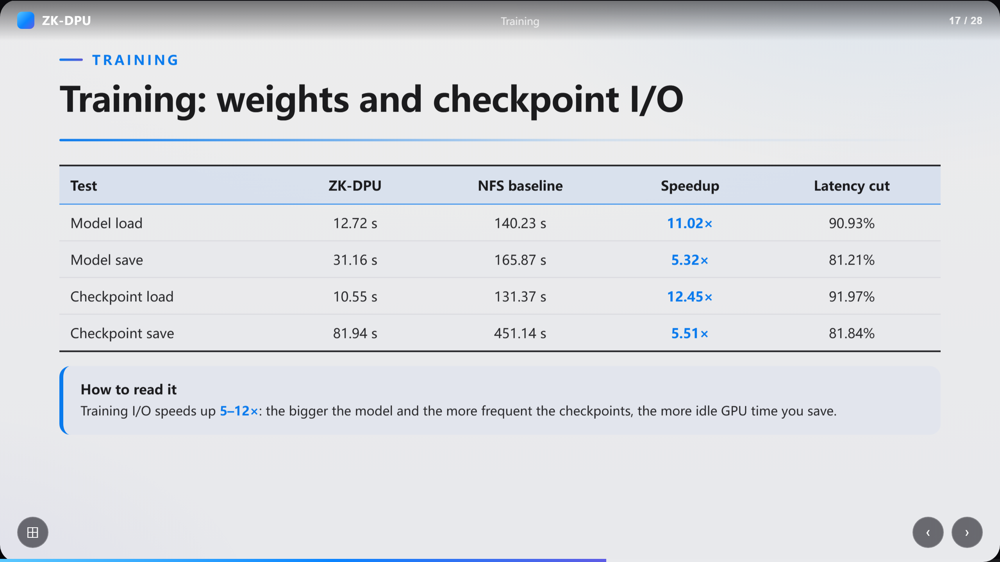 ZK-DPU
Training
17 / 28
TRAINING
Training: weights and checkpoint I/O
Test ZK-DPU NFS baseline Speedup Latency cut
Model load 12.72 s 140.23 s 11.02× 90.93%
Model save 31.16 s 165.87 s 5.32× 81.21%
Checkpoint load 10.55 s 131.37 s 12.45× 91.97%
Checkpoint save 81.94 s 451.14 s 5.51× 81.84%
How to read it
Training I/O speeds up 5–12×: the bigger the model and the more frequent the checkpoints, the more idle GPU time you save.